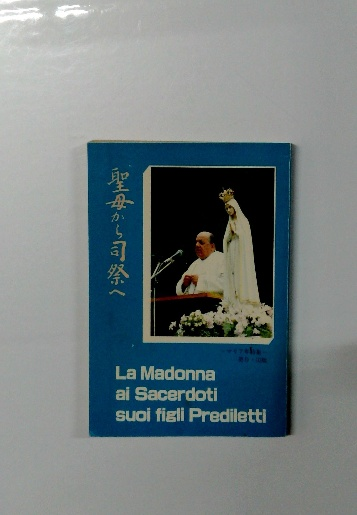 聖母から司祭へ
La Madonna
ai Sacerdoti
suoi figli Prediletti